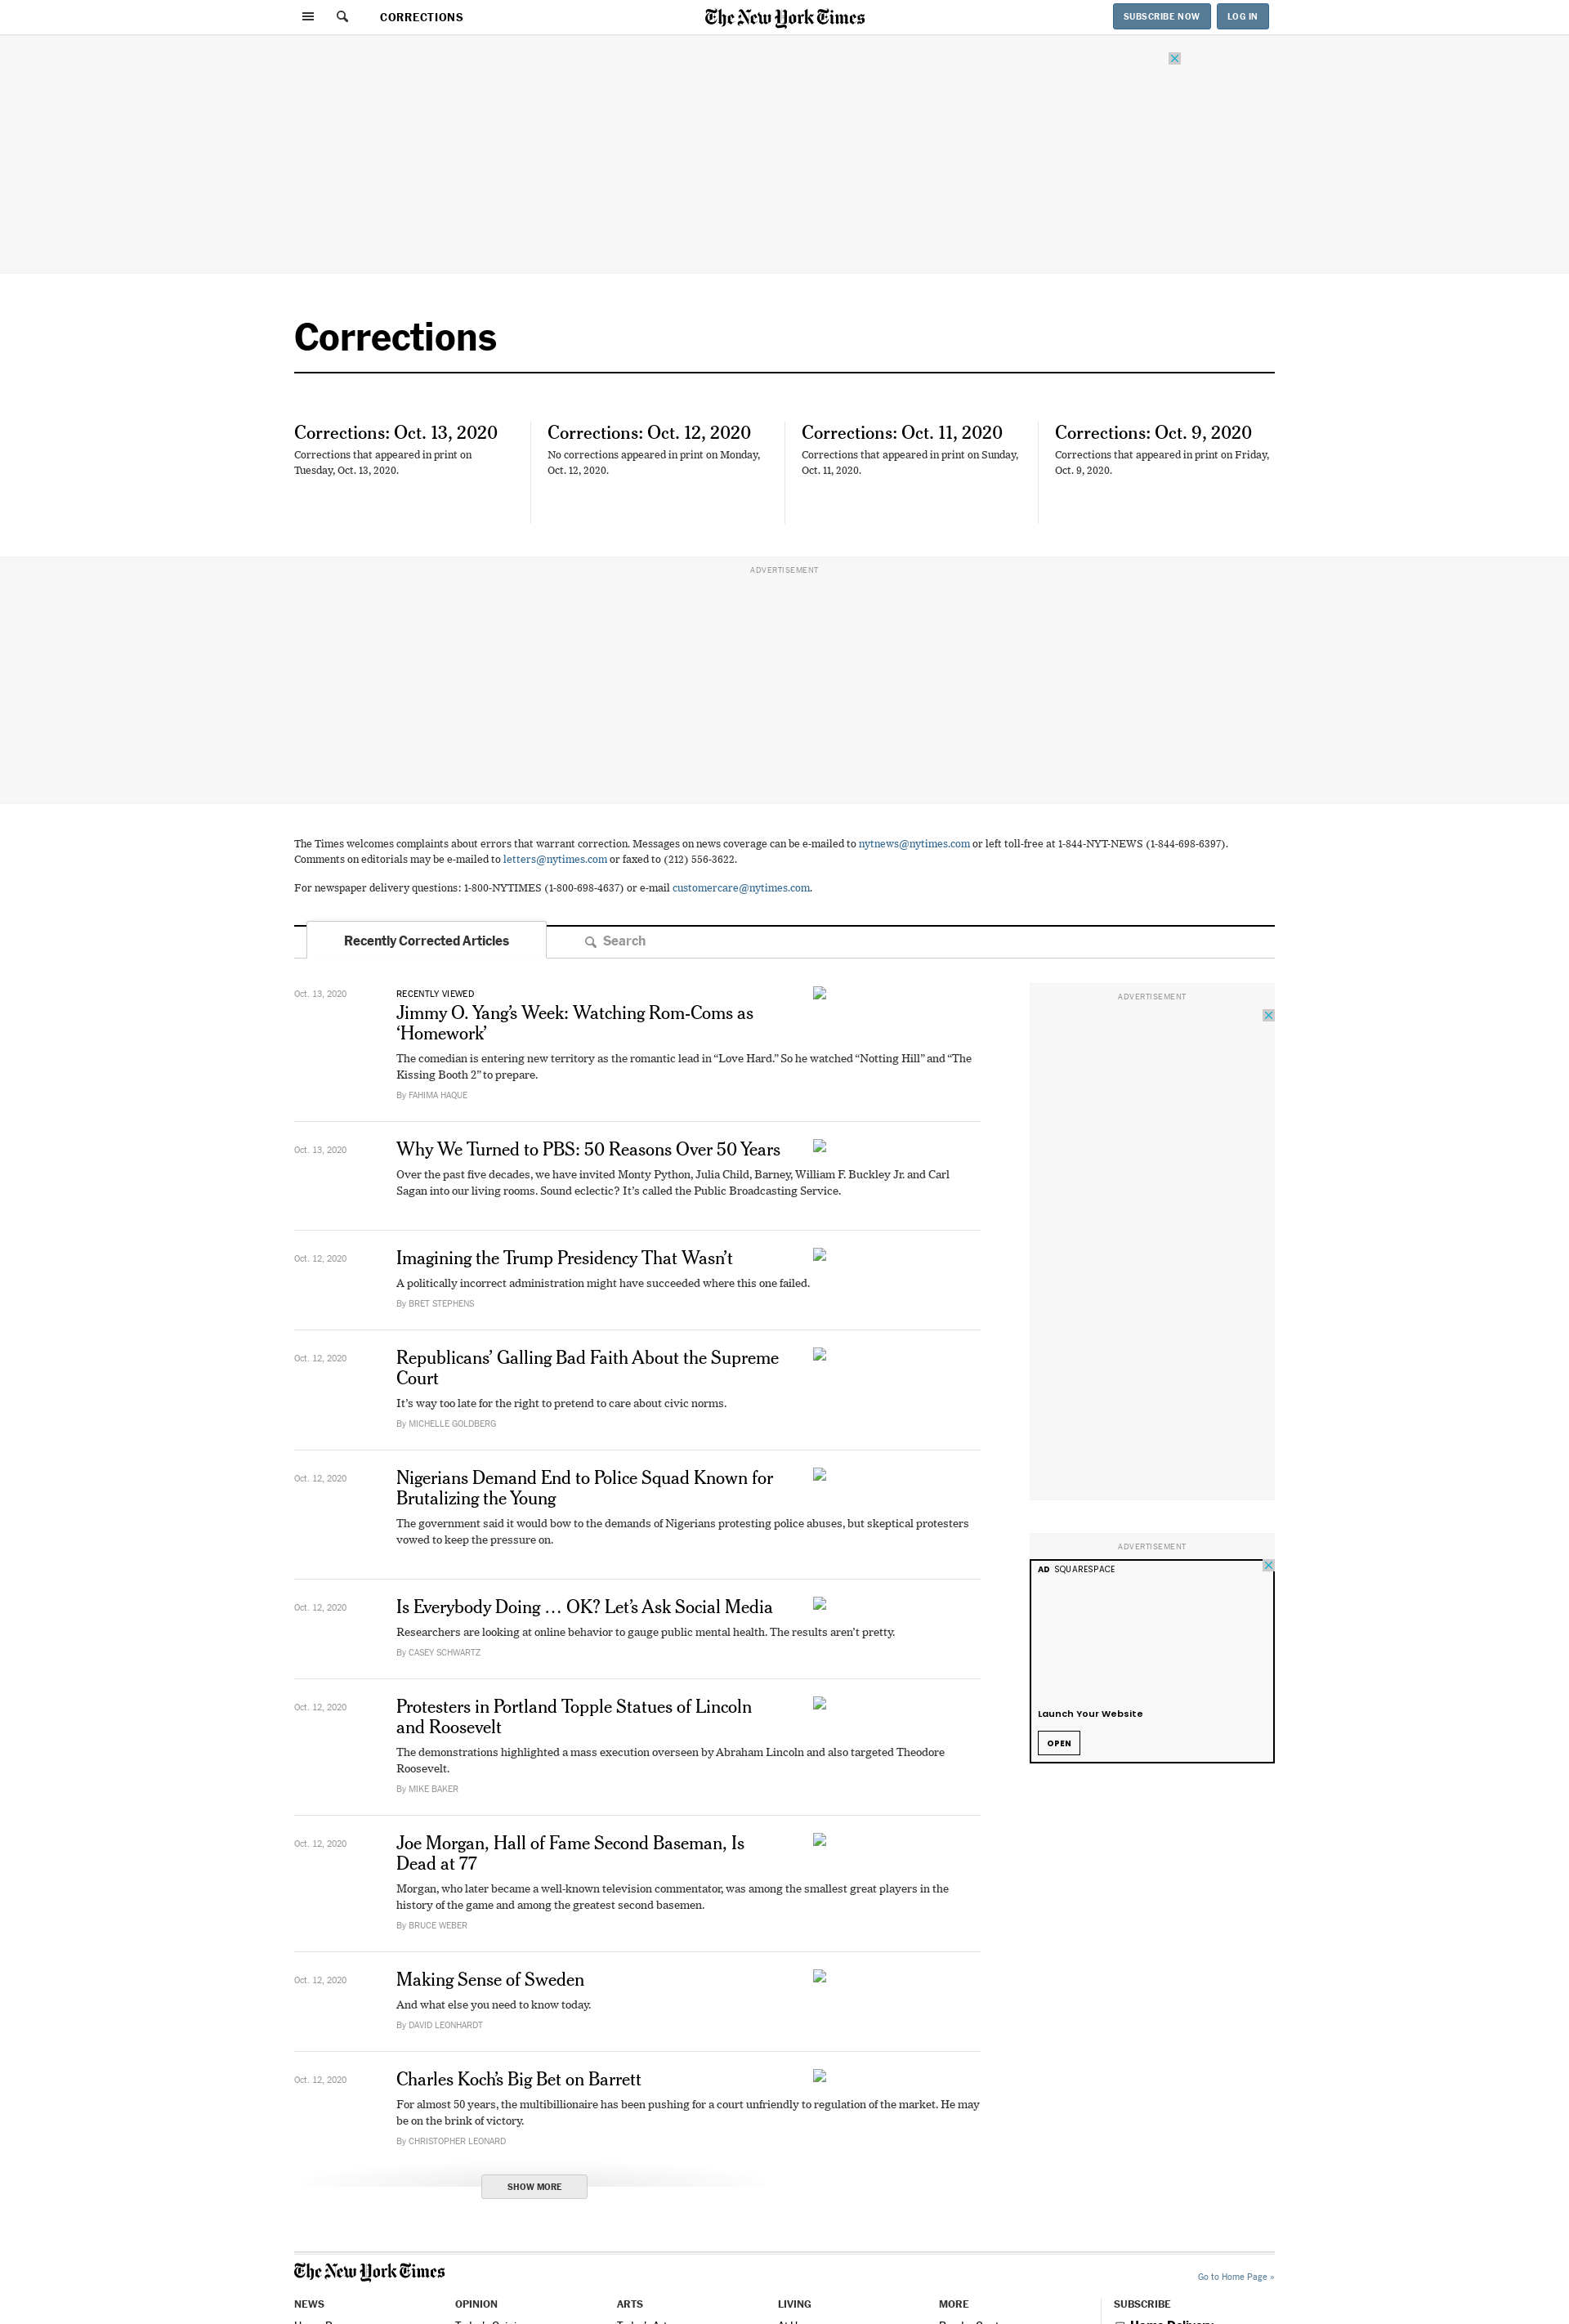 CORRECTIONS
The New York Times
SUBSCRIBE NOW
LOG IN
Corrections
Corrections: Oct. 13, 2020
Corrections that appeared in print on
Tuesday, Oct. 13, 2020.
Corrections: Oct. 12, 2020
No corrections appeared in print on Monday,
Oct. 12, 2020.
Corrections: Oct. 11, 2020
Corrections that appeared in print on Sunday,
Oct. 11, 2020.
Corrections: Oct. 9, 2020
Corrections that appeared in print on Friday,
Oct. 9, 2020.
ADVERTISEMENT
The Times welcomes complaints about errors that warrant correction. Messages on news coverage can be e-mailed to nytnews@nytimes.com or left toll-free at 1-844-NYT-NEWS (1-844-698-6397).
Comments on editorials may be e-mailed to letters@nytimes.com or faxed to (212) 556-3622.
For newspaper delivery questions: 1-800-NYTIMES (1-800-698-4637) or e-mail customercare@nytimes.com.
Recently Corrected Articles
Search
Oct. 13, 2020
RECENTLY VIEWED
Jimmy O. Yang’s Week: Watching Rom-Coms as
‘Homework’
The comedian is entering new territory as the romantic lead in “Love Hard.” So he watched “Notting Hill” and “The
Kissing Booth 2” to prepare.
By FAHIMA HAQUE
Oct. 13, 2020
Why We Turned to PBS: 50 Reasons Over 50 Years
Over the past five decades, we have invited Monty Python, Julia Child, Barney, William F. Buckley Jr. and Carl
Sagan into our living rooms. Sound eclectic? It’s called the Public Broadcasting Service.
Oct. 12, 2020
Imagining the Trump Presidency That Wasn’t
A politically incorrect administration might have succeeded where this one failed.
By BRET STEPHENS
Oct. 12, 2020
Republicans’ Galling Bad Faith About the Supreme
Court
It’s way too late for the right to pretend to care about civic norms.
By MICHELLE GOLDBERG
Oct. 12, 2020
Nigerians Demand End to Police Squad Known for
Brutalizing the Young
The government said it would bow to the demands of Nigerians protesting police abuses, but skeptical protesters
vowed to keep the pressure on.
Oct. 12, 2020
Is Everybody Doing … OK? Let’s Ask Social Media
Researchers are looking at online behavior to gauge public mental health. The results aren’t pretty.
By CASEY SCHWARTZ
Oct. 12, 2020
Protesters in Portland Topple Statues of Lincoln
and Roosevelt
The demonstrations highlighted a mass execution overseen by Abraham Lincoln and also targeted Theodore
Roosevelt.
By MIKE BAKER
Oct. 12, 2020
Joe Morgan, Hall of Fame Second Baseman, Is
Dead at 77
Morgan, who later became a well-known television commentator, was among the smallest great players in the
history of the game and among the greatest second basemen.
By BRUCE WEBER
Oct. 12, 2020
Making Sense of Sweden
And what else you need to know today.
By DAVID LEONHARDT
Oct. 12, 2020
Charles Koch’s Big Bet on Barrett
For almost 50 years, the multibillionaire has been pushing for a court unfriendly to regulation of the market. He may
be on the brink of victory.
By CHRISTOPHER LEONARD
SHOW MORE
ADVERTISEMENT
ADVERTISEMENT
AD SQUARESPACE
Launch Your Website
OPEN
The New York Times
Go to Home Page »
NEWS
OPINION
ARTS
LIVING
MORE
SUBSCRIBE